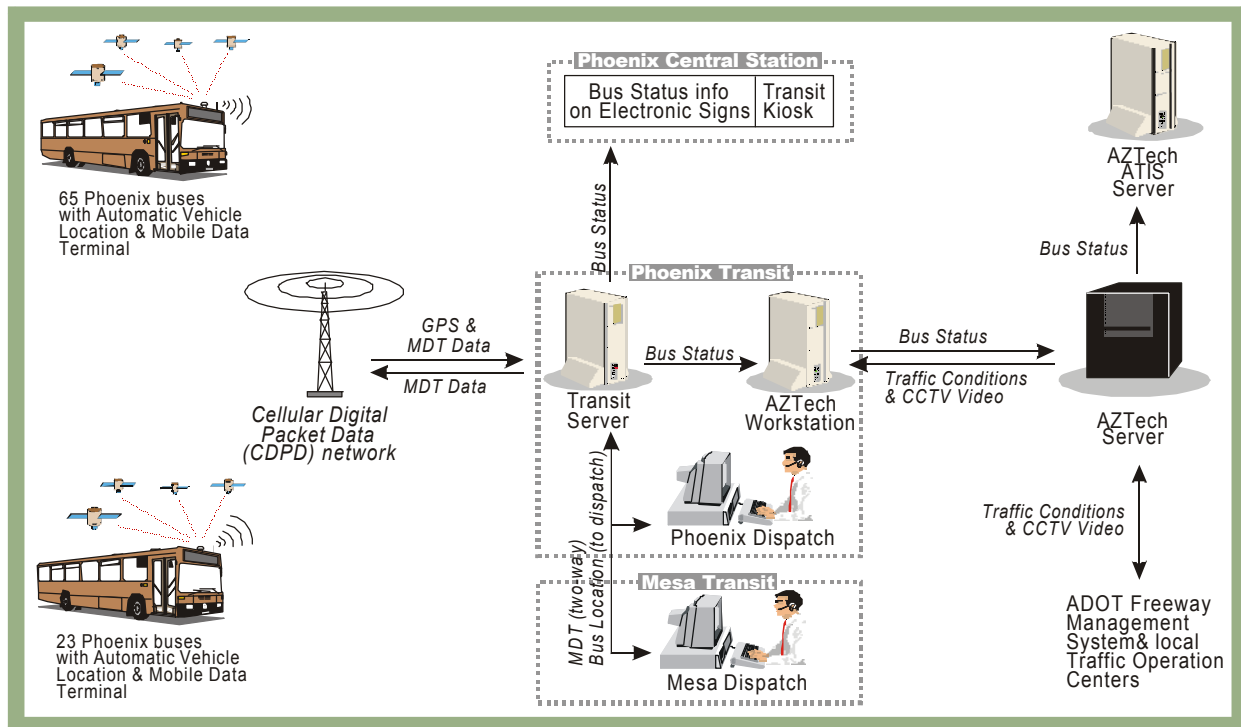 Phoenix Central Station
Bus Status info
on Electronic Signs
Transit
Kiosk
AZTech
ATIS
Server
65 Phoenix buses
with Automatic Vehicle
Location & Mobile Data
Terminal
Bus Status
Bus Status
Phoenix Transit
GPS &
MDT Data
MDT Data
Bus Status
Bus Status
Traffic Conditions
& CCTV Video
Cellular Digital
Packet Data
(CDPD) network
Transit
Server
AZTech
Workstation
AZTech
Server
MDT (two-way)
Bus Location (to dispatch)
Phoenix Dispatch
Traffic Conditions
& CCTV Video
Mesa Transit
Mesa Dispatch
23 Phoenix buses
with Automatic Vehicle
Location & Mobile Data
Terminal
ADOT Freeway
Management
System& local
Traffic Operation
Centers